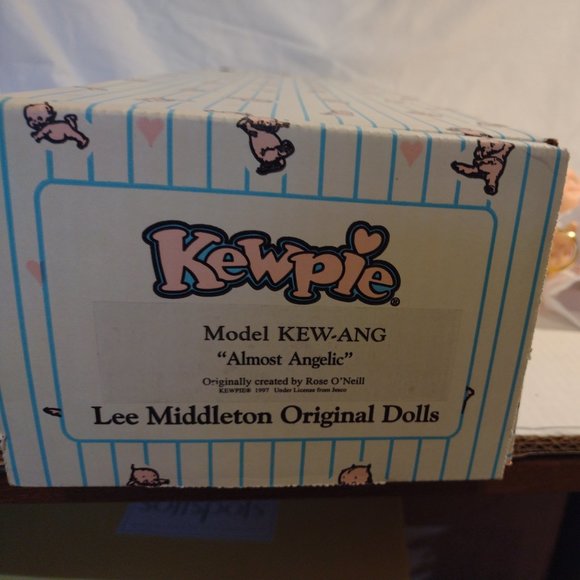 Kewpie®
Model KEW-ANG
“Almost Angelic”
Originally created by Rose O'Neill
KEWPIE® 1997 Under License from Jesco
Lee Middleton Original Dolls